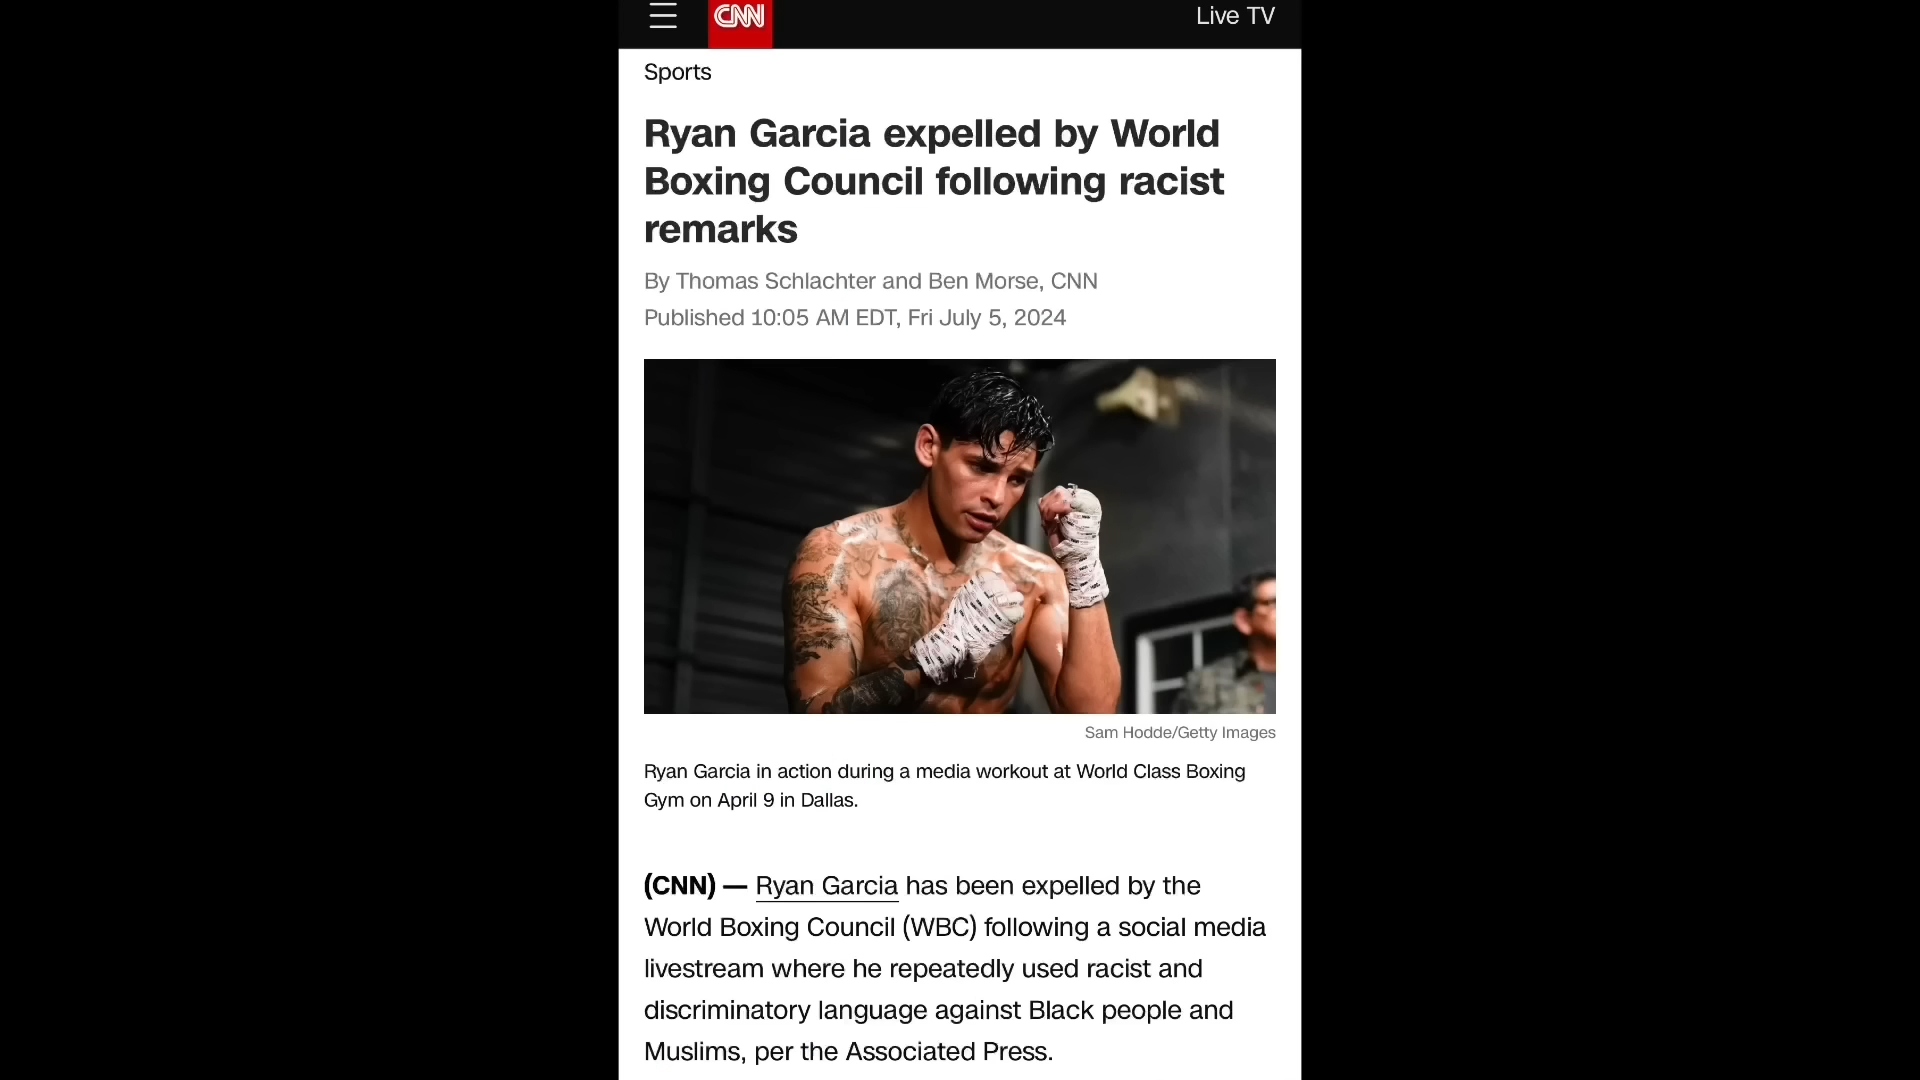 CNN
Live TV
Sports
Ryan Garcia expelled by World
Boxing Council following racist
remarks
By Thomas Schlachter and Ben Morse, CNN
Published 10:05 AM EDT, Fri July 5, 2024
Sam Hodde/Getty Images
Ryan Garcia in action during a media workout at World Class Boxing
Gym on April 9 in Dallas.
(CNN) — Ryan Garcia has been expelled by the
World Boxing Council (WBC) following a social media
livestream where he repeatedly used racist and
discriminatory language against Black people and
Muslims, per the Associated Press.